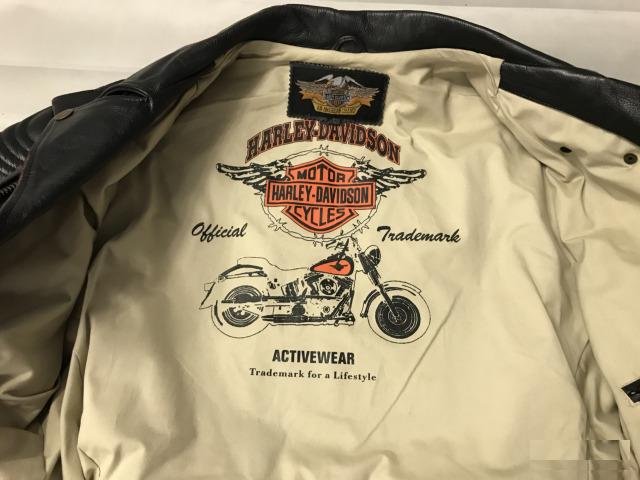 HARLEY-DAVIDSON
MOTOR
HARLEY-DAVIDSON
CYCLES
Official Trademark
ACTIVEWEAR
Trademark for a Lifestyle